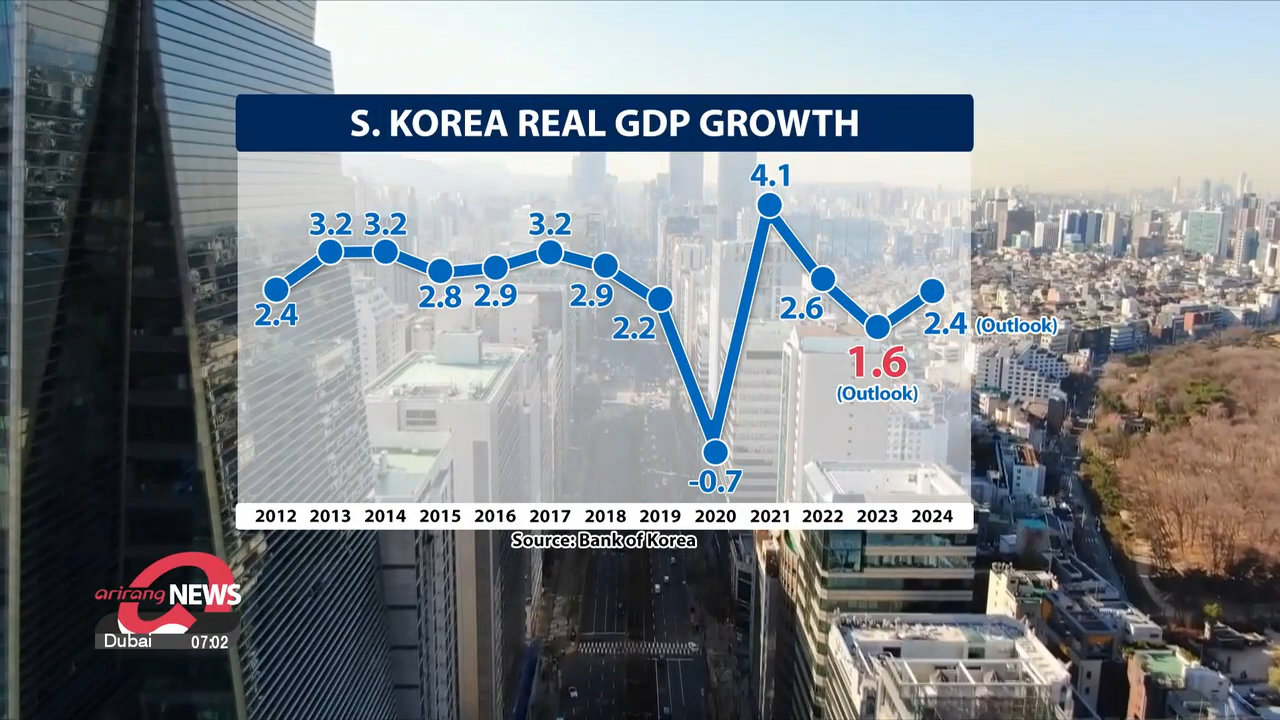 S. KOREA REAL GDP GROWTH
4.1
3.2 3.2 3.2
2.4 2.8 2.9 2.9 2.2 2.6 2.4 (Outlook)
1.6
(Outlook)
-0.7
2012 2013 2014 2015 2016 2017 2018 2019 2020 2021 2022 2023 2024
Source: Bank of Korea
arirang NEWS
Dubai 07:02